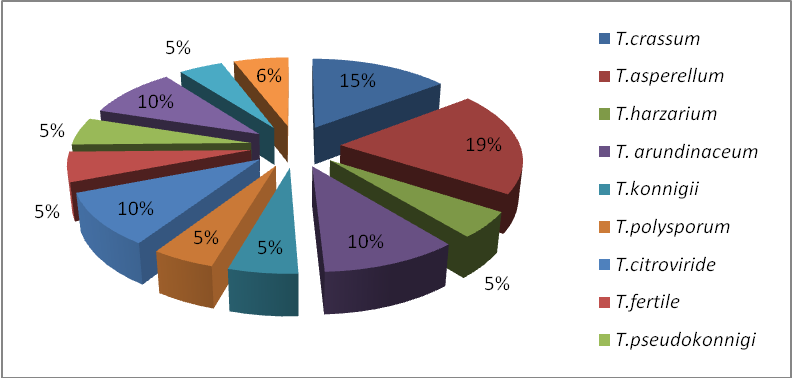 5%
6%
15%
10%
19%
5%
5%
10%
5%
5%
10%
5%
T.crassum
T.asperellum
T.harzarium
T. arundinaceum
T.konnigii
T.polysporum
T.citroviride
T.fertile
T.pseudokonnigi